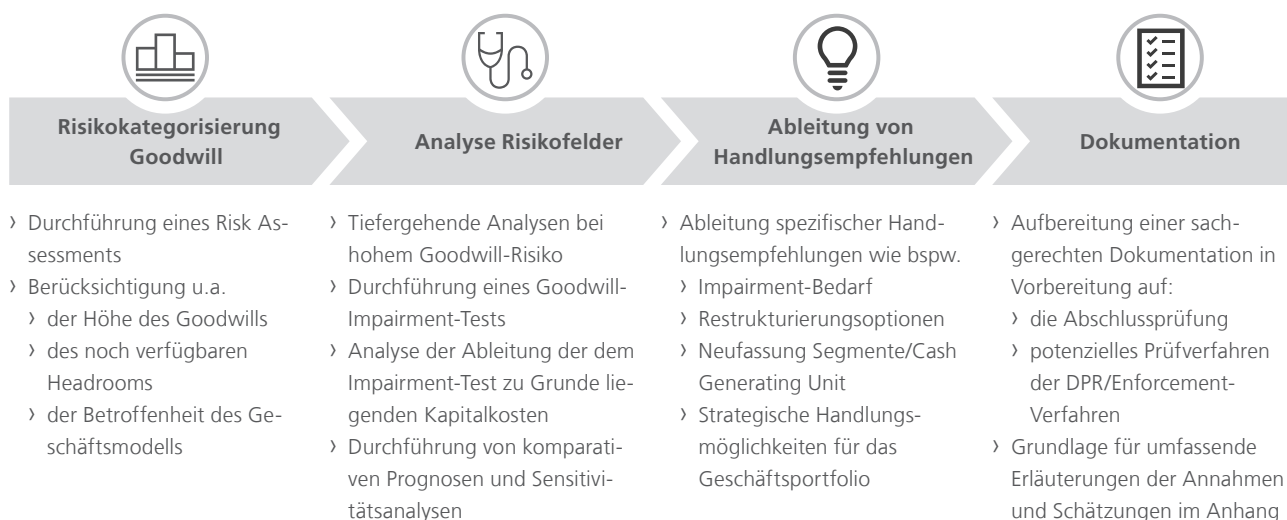 Risikokategorisierung
Goodwill
Analyse Risikofelder
Ableitung von
Handlungsempfehlungen
Dokumentation
› Durchführung eines Risk As-
sessments
› Berücksichtigung u.a.
› der Höhe des Goodwills
› des noch verfügbaren
Headrooms
› der Betroffenheit des Ge-
schäftsmodells
› Tiefergehende Analysen bei
hohem Goodwill-Risiko
› Durchführung eines Goodwill-
Impairment-Tests
› Analyse der Ableitung der dem
Impairment-Test zu Grunde lie-
genden Kapitalkosten
› Durchführung von komparati-
ven Prognosen und Sensitivi-
tätsanalysen
› Ableitung spezifischer Hand-
lungsempfehlungen wie bspw.
› Impairment-Bedarf
› Restrukturierungsoptionen
› Neufassung Segmente/Cash
Generating Unit
› Strategische Handlungs-
möglichkeiten für das
Geschäftsportfolio
› Aufbereitung einer sach-
gerechten Dokumentation in
Vorbereitung auf:
› die Abschlussprüfung
› potenzielles Prüfverfahren
der DPR/Enforcement-
Verfahren
› Grundlage für umfassende
Erläuterungen der Annahmen
und Schätzungen im Anhang